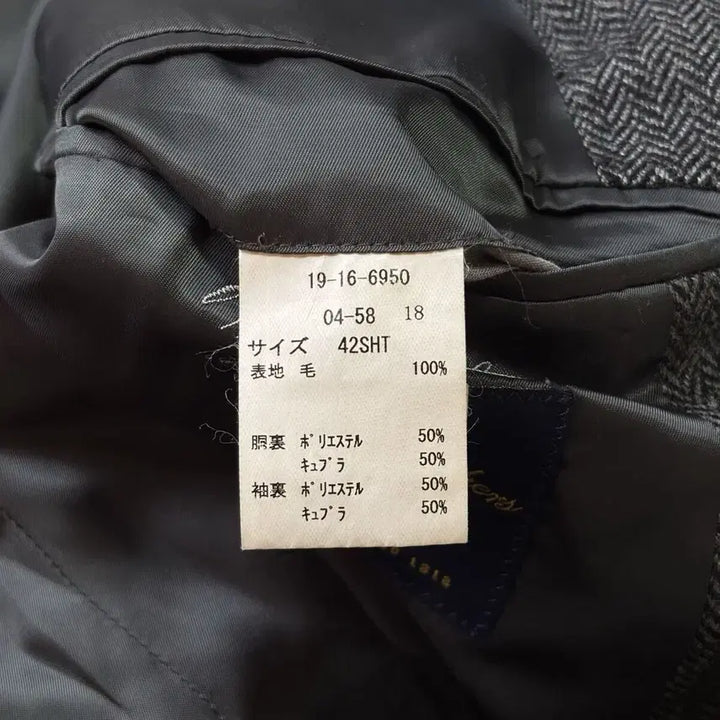 19-16-6950
04-58 18
サイズ 42SHT
表地 毛 100%
胴裏 ポリエステル 50%
キュプラ 50%
袖裏 ポリエステル 50%
キュプラ 50%
1818